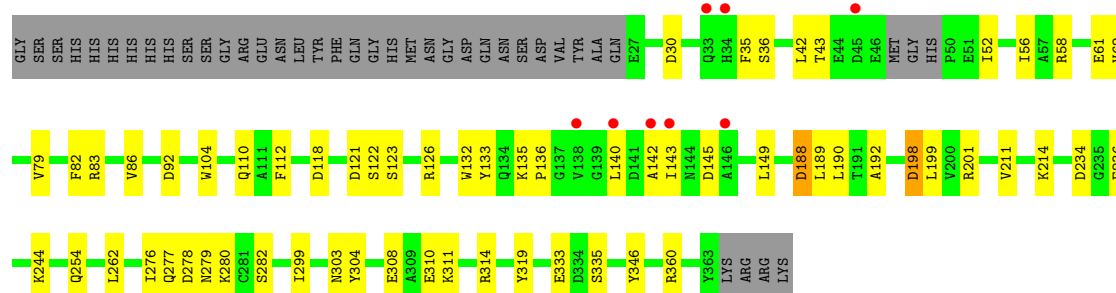 GLY SER SER HIS HIS HIS HIS HIS HIS HIS HIS HIS HIS SER SER GLY ARG GLU ASN LEU TYR PHE GLN GLY HIS MET ASN GLY ASP GLN ASN SER ASP VAL TYR ALA GLN E27 D30 Q33 H34 F35 S36 L42 T43 E44 D45 E46 MET GLY HIS P50 E51 I52 I56 A57 R58 E61
V79 F82 R83 V86 D92 W104 Q110 A111 F112 D118 D121 S122 S123 R126 W132 Y133 Q134 K135 P136 G137 V138 G139 L140 D141 A142 I143 N144 D145 A146 L149 D188 L189 L190 T191 A192 D198 L199 V200 R201 V211 K214 D234 G235
K244 Q254 L262 I276 Q277 D278 N279 K280 C281 S282 I299 N303 Y304 E308 A309 E310 K311 R314 Y319 E333 D334 S335 Y346 R360 Y363 LYS ARG ARG LYS